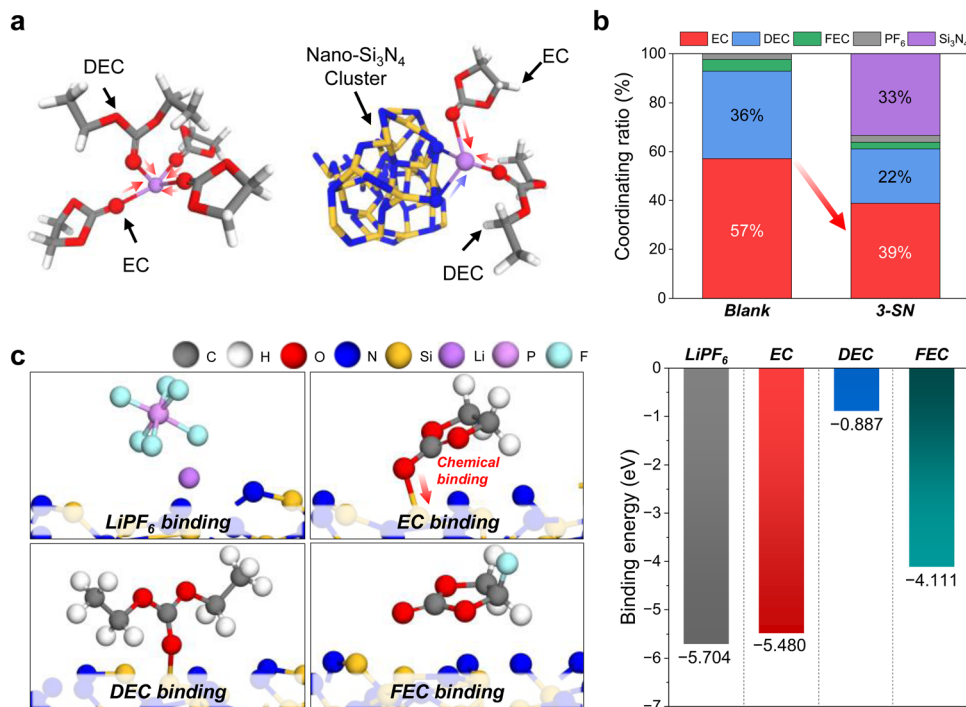 a
DEC
EC
Nano-Si₃N₄
Cluster
EC
DEC
b
EC DEC FEC PF₆ Si₃N₄
Coordinating ratio (%)
100
80
60
40
20
0
36%
57%
33%
22%
39%
Blank 3-SN
c
C H O N Si Li P F
LiPF₆ binding
Chemical
binding
EC binding
DEC binding
FEC binding
LiPF₆ EC DEC FEC
Binding energy (eV)
0
−1
−2
−3
−4
−5
−6
−7
−5.704
−5.480
−0.887
−4.111